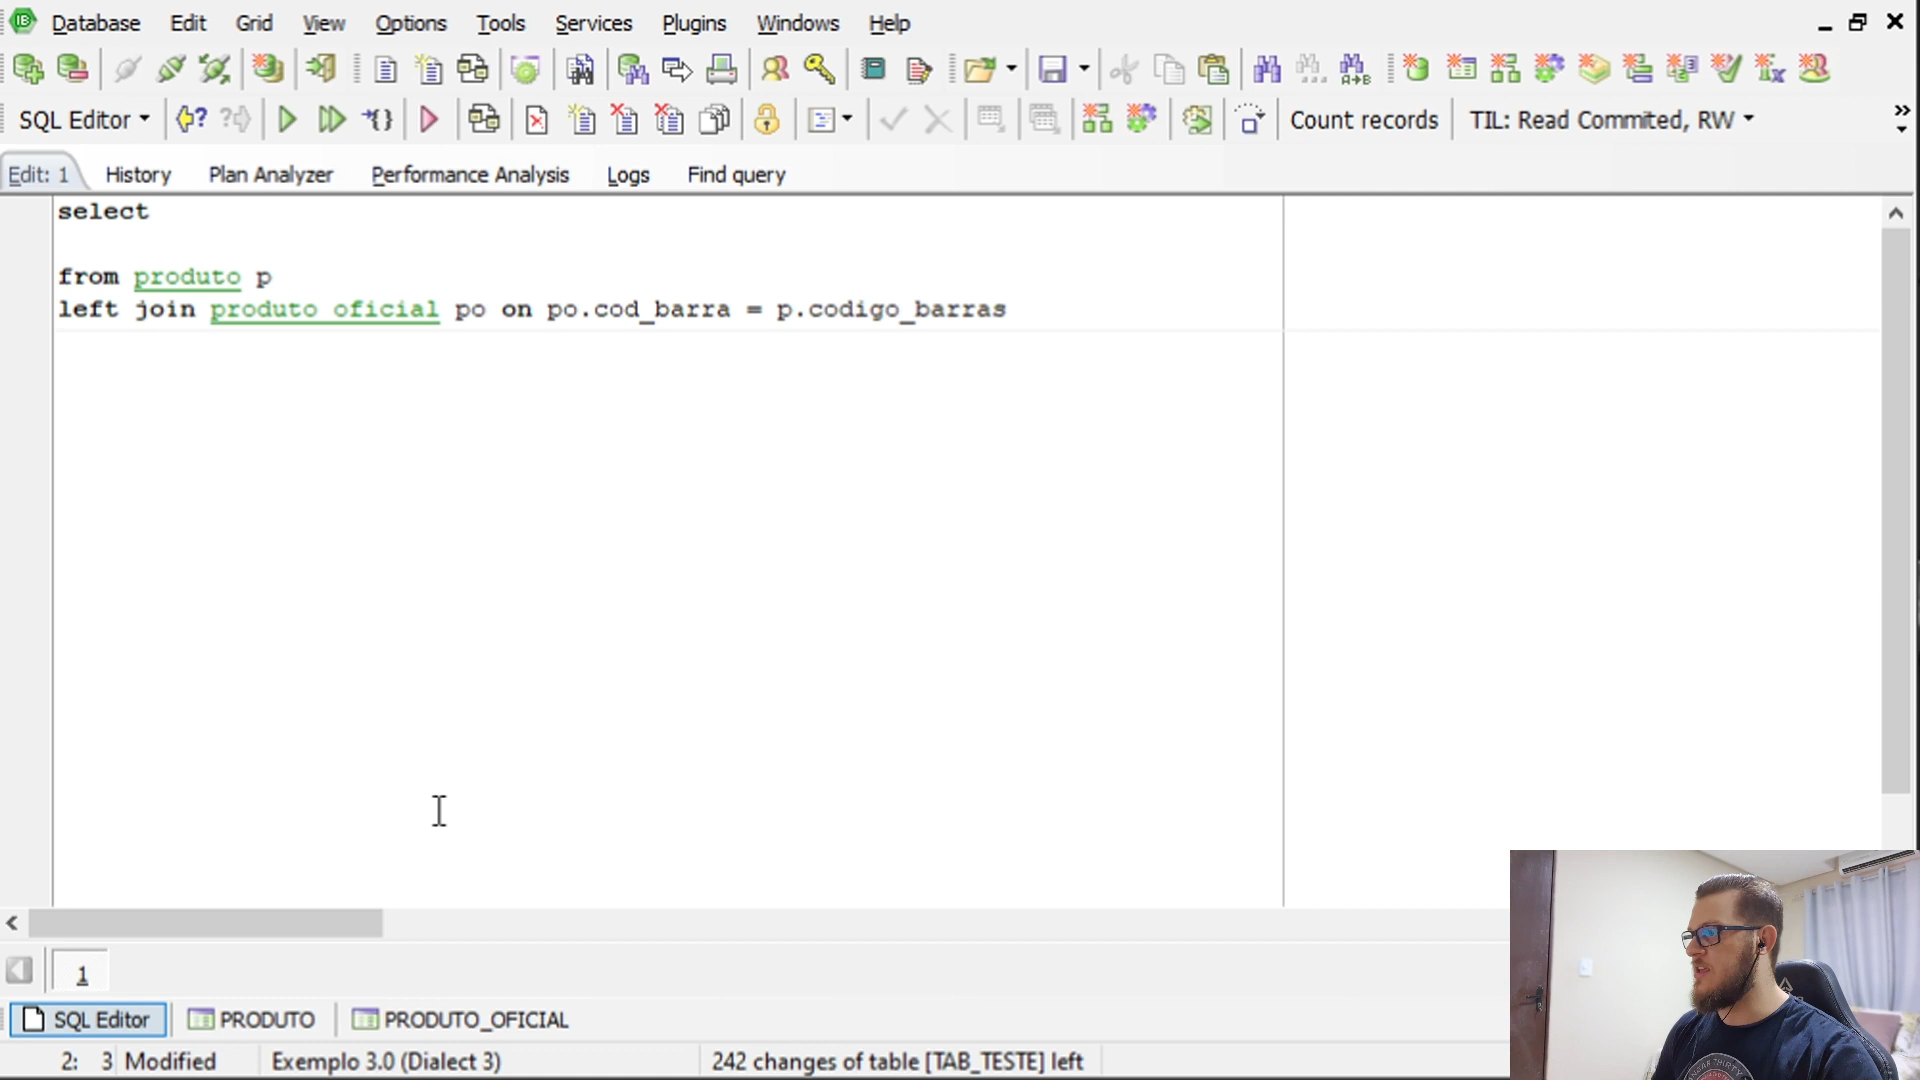 Database Edit Grid View Options Tools Services Plugins Windows Help
SQL Editor Count records TIL: Read Commited, RW
Edit: 1 History Plan Analyzer Performance Analysis Logs Find query
select
from produto p
left join produto_oficial po on po.cod_barra = p.codigo_barras
1
SQL Editor PRODUTO PRODUTO_OFICIAL
2: 3 Modified Exemplo 3.0 (Dialect 3) 242 changes of table [TAB_TESTE] left